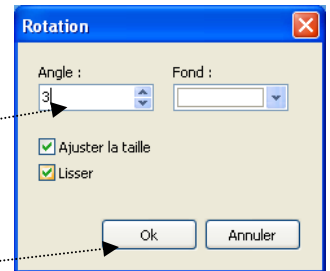 Rotation
Angle : Fond :
3
Ajuster la taille
Lisser
Ok Annuler